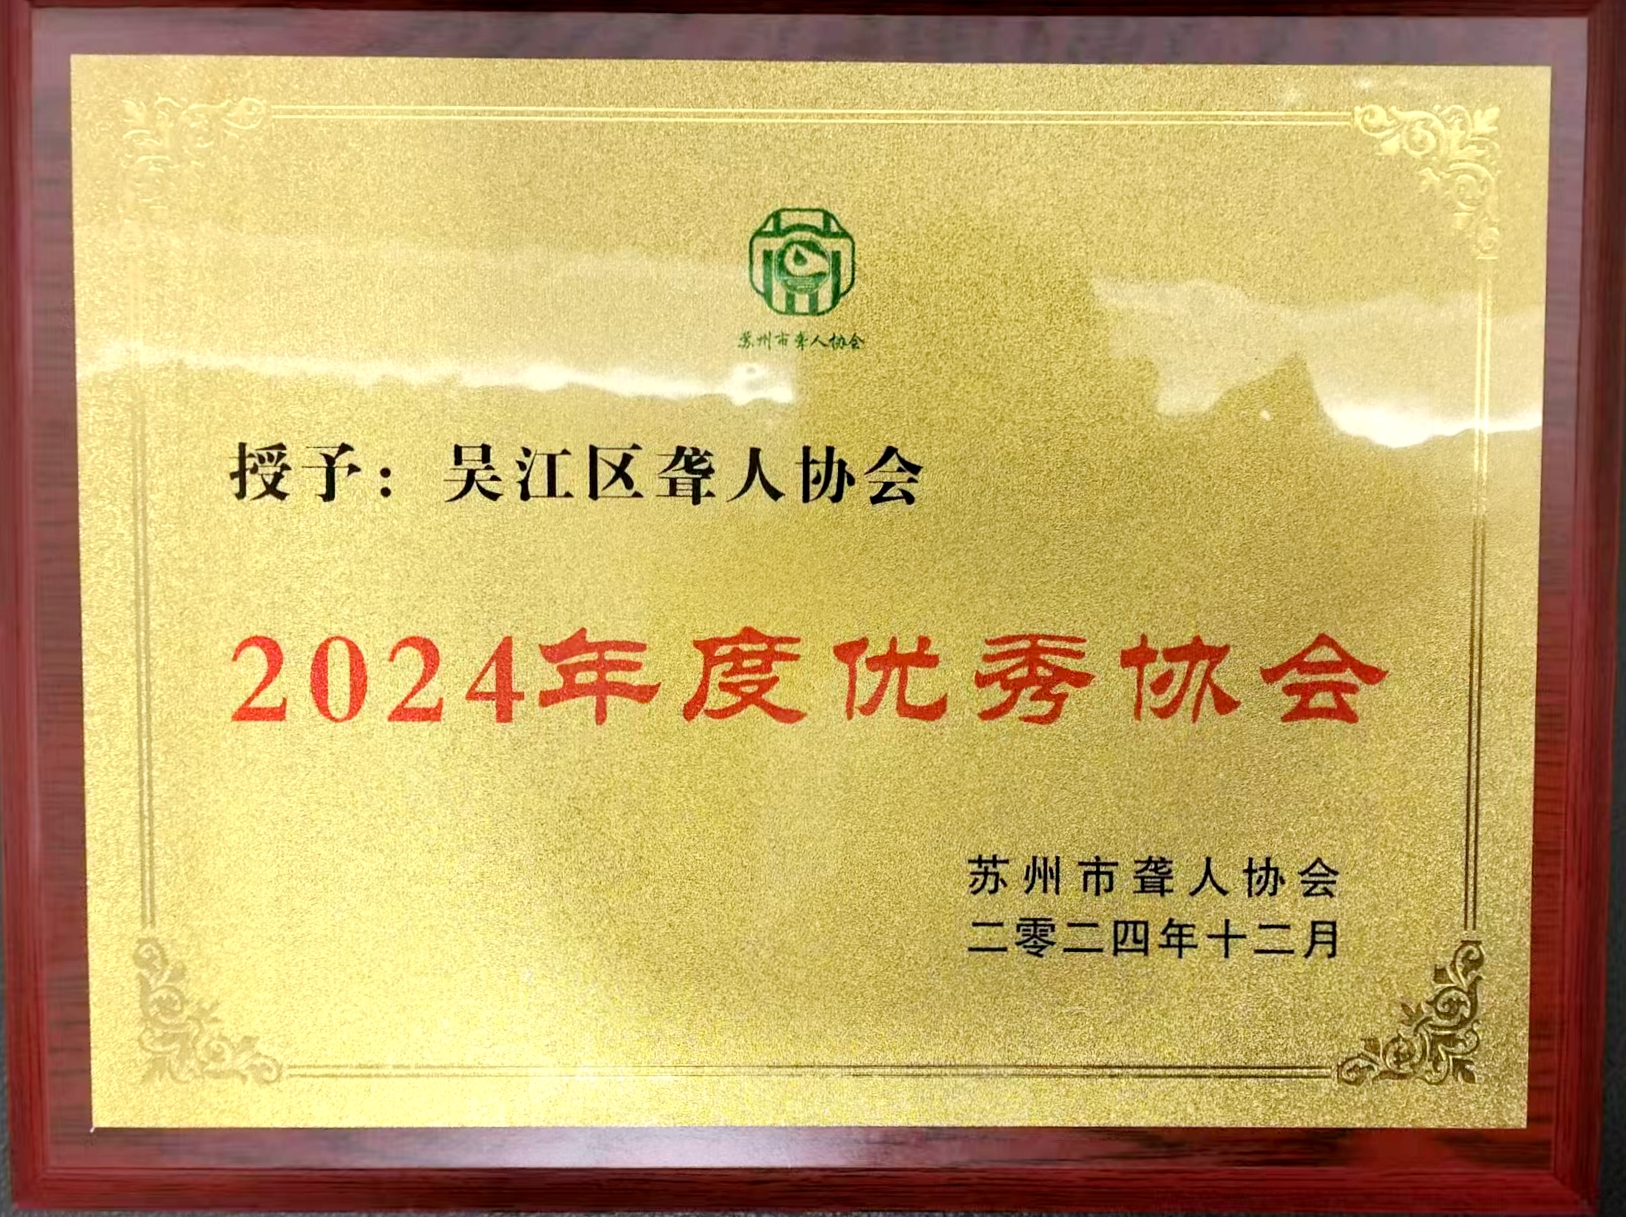 苏州市聋人协会
授予：吴江区聋人协会
2024年度优秀协会
苏州市聋人协会
二零二四年十二月